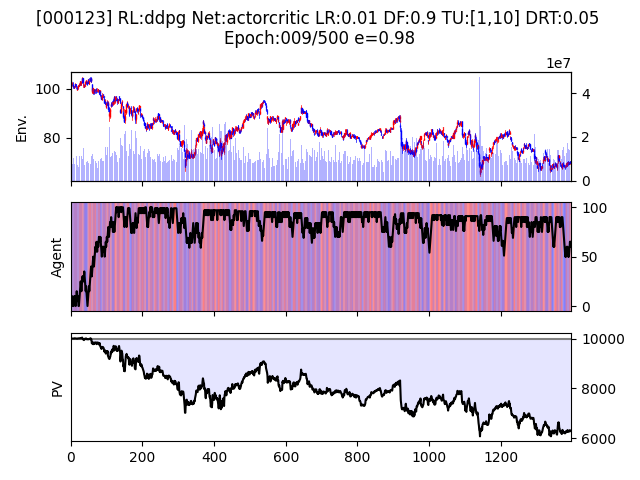 [000123] RL:ddpg Net:actorcritic LR:0.01 DF:0.9 TU:[1,10] DRT:0.05
Epoch:009/500 e=0.98
1e7
100
80
Env.
4
2
0
Agent
100
50
0
PV
10000
8000
6000
0 200 400 600 800 1000 1200